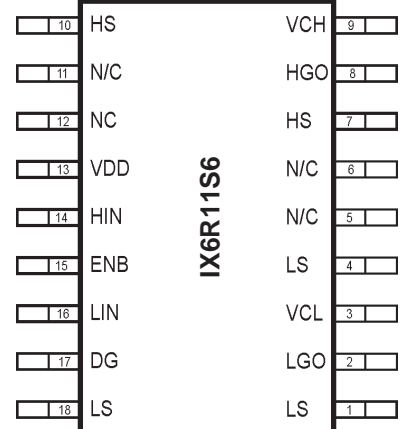 10 HS VCH 9
11 N/C HGO 8
12 NC HS 7
13 VDD N/C 6
14 HIN N/C 5
15 ENB LS 4
16 LIN VCL 3
17 DG LGO 2
18 LS LS 1
IX6R11S6